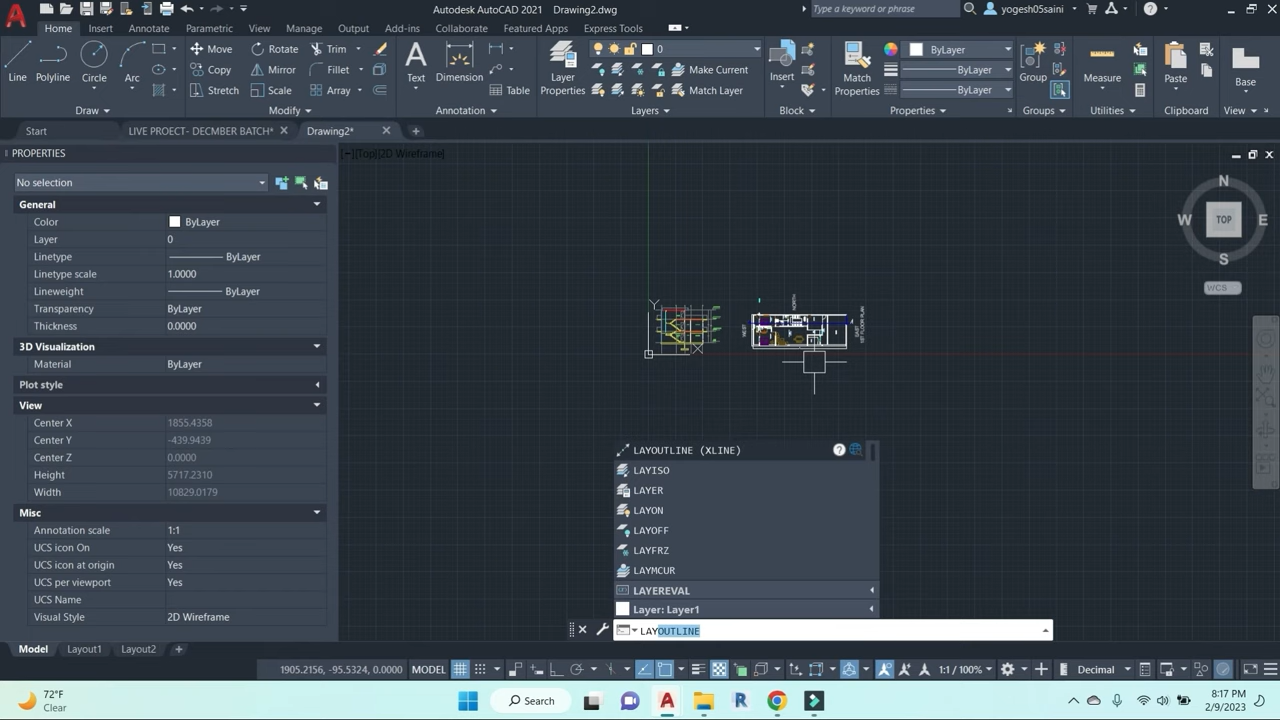 Autodesk AutoCAD 2021 Drawing2.dwg
Type a keyword or phrase
yogesh05saini
Home Insert Annotate Parametric View Manage Output Add-ins Collaborate Featured Apps Express Tools
Line
Polyline
Circle
Arc
Move
Copy
Stretch
Rotate
Mirror
Scale
Trim
Fillet
Array
Text
Dimension
Table
Layer
Properties
0
Make Current
Match Layer
Insert
Match
Properties
ByLayer
ByLayer
ByLayer
Group
Measure
Paste
Base
Draw
Modify
Annotation
Layers
Block
Properties
Groups
Utilities
Clipboard
View
Start
LIVE PROECT- DECMBER BATCH*
Drawing2*
PROPERTIES
[−][Top][2D Wireframe]
No selection
General
Color ByLayer
Layer 0
Linetype ByLayer
Linetype scale 1.0000
Lineweight ByLayer
Transparency ByLayer
Thickness 0.0000
3D Visualization
Material ByLayer
Plot style
View
Center X 1855.4358
Center Y -439.9439
Center Z 0.0000
Height 5717.2310
Width 10829.0179
Misc
Annotation scale 1:1
UCS icon On Yes
UCS icon at origin Yes
UCS per viewport Yes
UCS Name
Visual Style 2D Wireframe
N
W
TOP
E
S
WCS
Y
X
NORTH
WEST
EAST
1ST FLOOR PLAN
LAYOUTLINE (XLINE)
LAYISO
LAYER
LAYON
LAYOFF
LAYFRZ
LAYMCUR
LAYEREVAL
Layer: Layer1
LAYOUTLINE
Model Layout1 Layout2
1905.2156, -95.5324, 0.0000 MODEL
1:1 / 100%
Decimal
72°F
Clear
Search
8:17 PM
2/9/2023